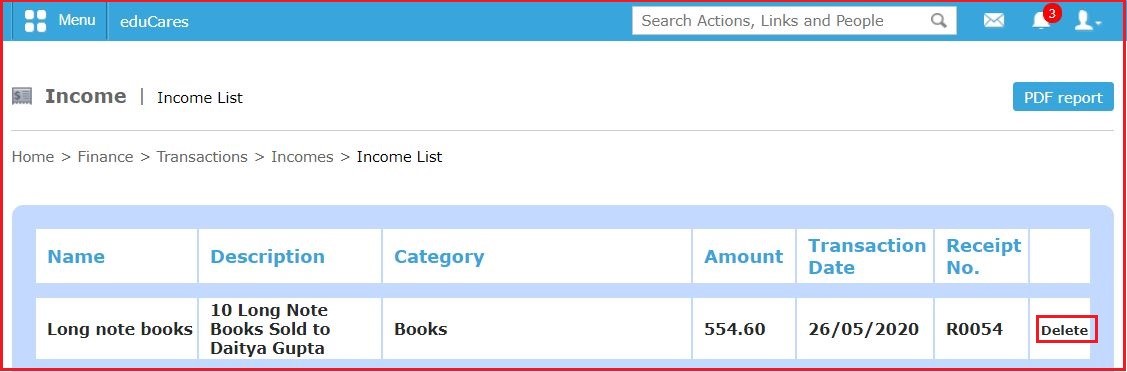 Menu eduCares Search Actions, Links and People 3
Income | Income List PDF report
Home > Finance > Transactions > Incomes > Income List
Name Description Category Amount Transaction Date Receipt No.
Long note books 10 Long Note Books Sold to Daitya Gupta Books 554.60 26/05/2020 R0054 Delete